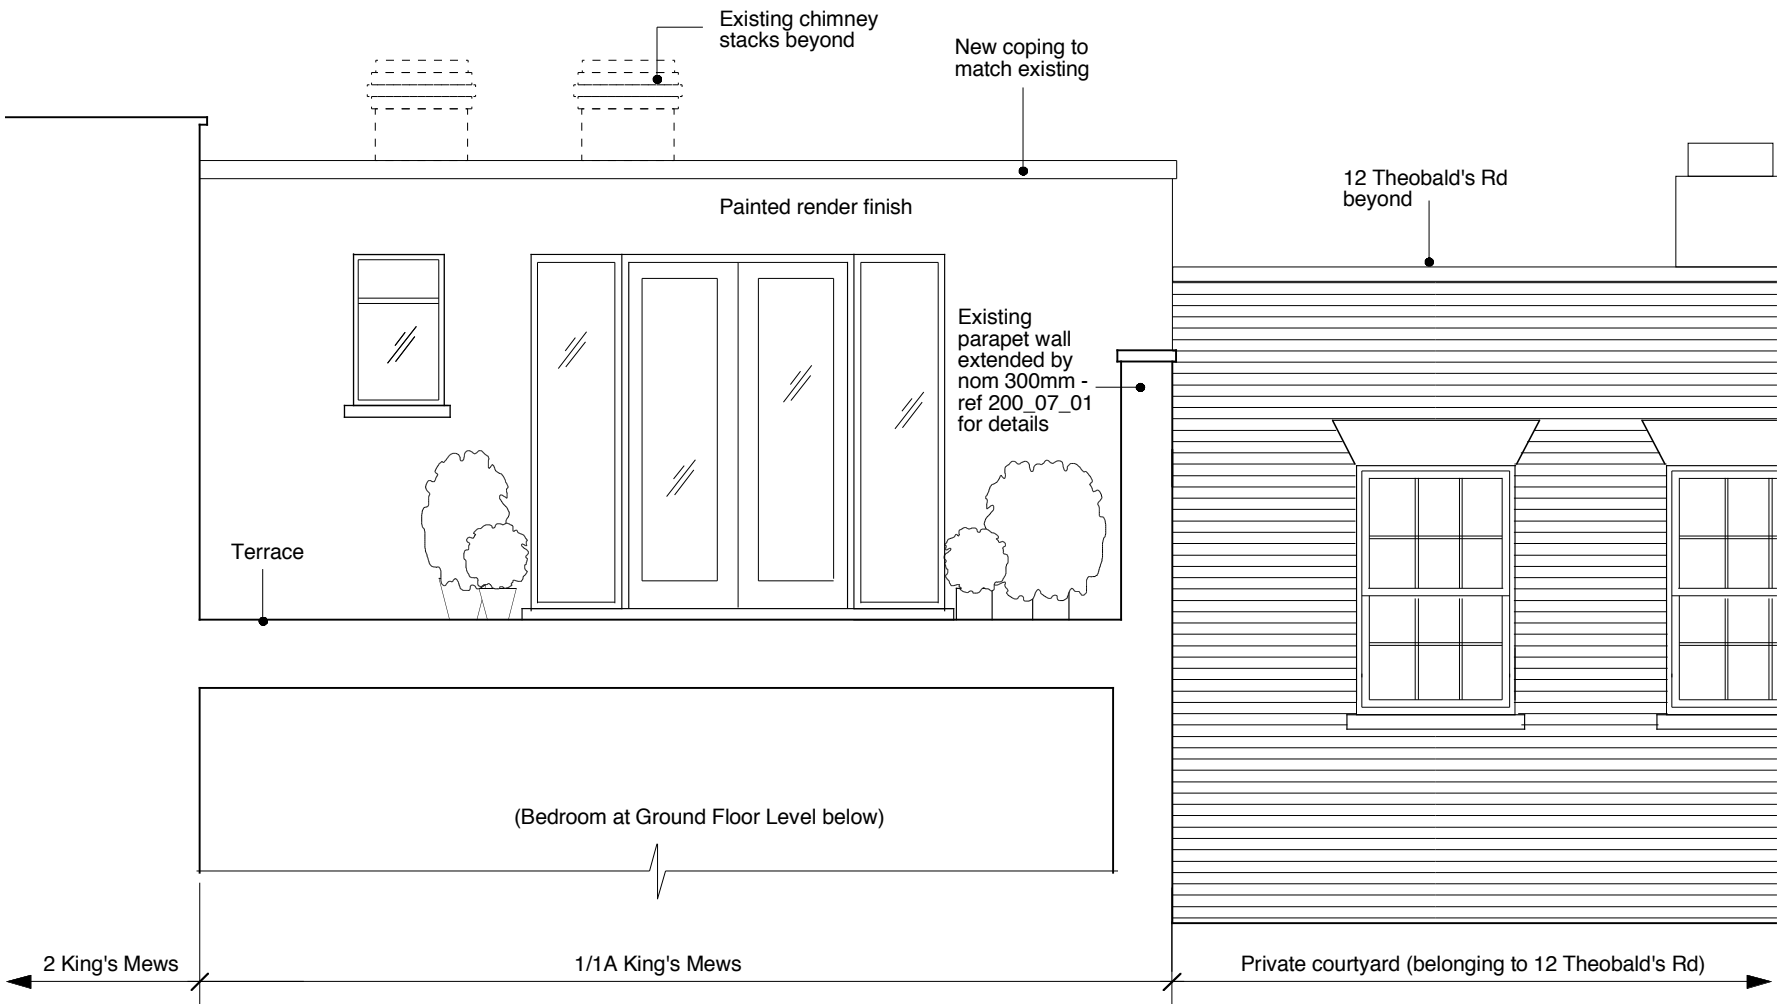 Existing chimney
stacks beyond
New coping to
match existing
12 Theobald's Rd
beyond
Painted render finish
Existing
parapet wall
extended by
nom 300mm -
ref 200_07_01
for details
Terrace
(Bedroom at Ground Floor Level below)
2 King's Mews
1/1A King's Mews
Private courtyard (belonging to 12 Theobald's Rd)